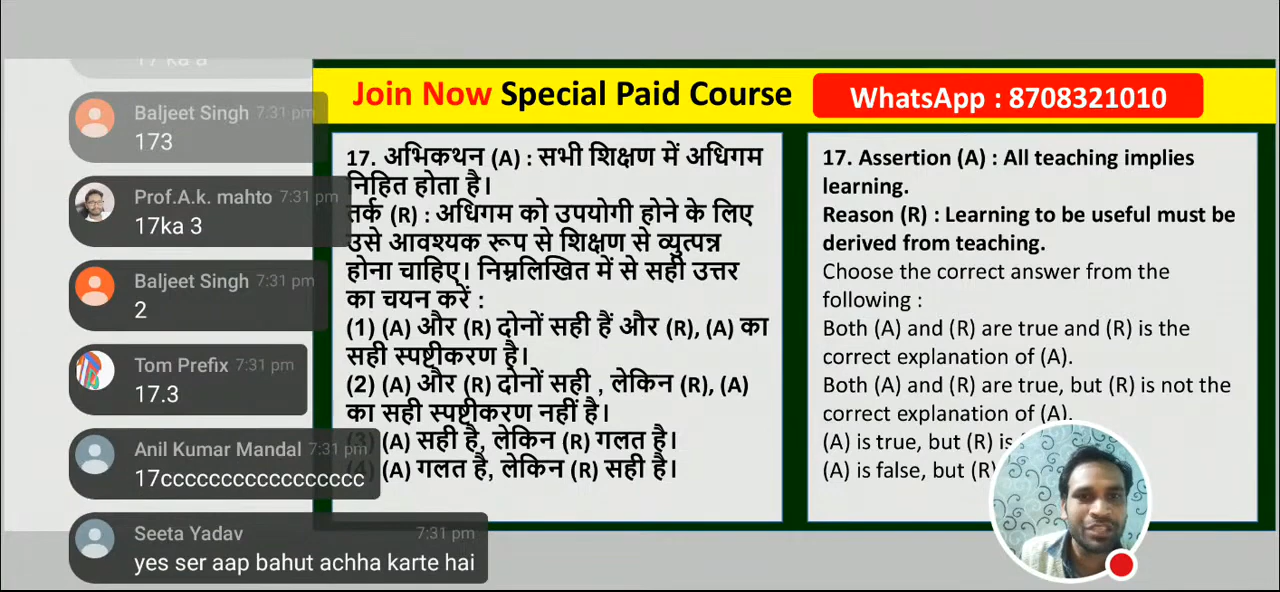 17 ka a
Baljeet Singh 7:31 pm
173
Prof.A.k. mahto 7:31 pm
17ka 3
Baljeet Singh 7:31 pm
2
Tom Prefix 7:31 pm
17.3
Anil Kumar Mandal 7:31 pm
17ccccccccccccccccc
Seeta Yadav 7:31 pm
yes ser aap bahut achha karte hai
Join Now Special Paid Course
WhatsApp : 8708321010
17. अभिकथन (A) : सभी शिक्षण में अधिगम
निहित होता है।
तर्क (R) : अधिगम को उपयोगी होने के लिए
उसे आवश्यक रूप से शिक्षण से व्युत्पन्न
होना चाहिए। निम्नलिखित में से सही उत्तर
का चयन करें :
(1) (A) और (R) दोनों सही हैं और (R), (A) का
सही स्पष्टीकरण है।
(2) (A) और (R) दोनों सही , लेकिन (R), (A)
का सही स्पष्टीकरण नहीं है।
(3) (A) सही है, लेकिन (R) गलत है।
(4) (A) गलत है, लेकिन (R) सही है।
17. Assertion (A) : All teaching implies
learning.
Reason (R) : Learning to be useful must be
derived from teaching.
Choose the correct answer from the
following :
Both (A) and (R) are true and (R) is the
correct explanation of (A).
Both (A) and (R) are true, but (R) is not the
correct explanation of (A).
(A) is true, but (R) is
(A) is false, but (R)